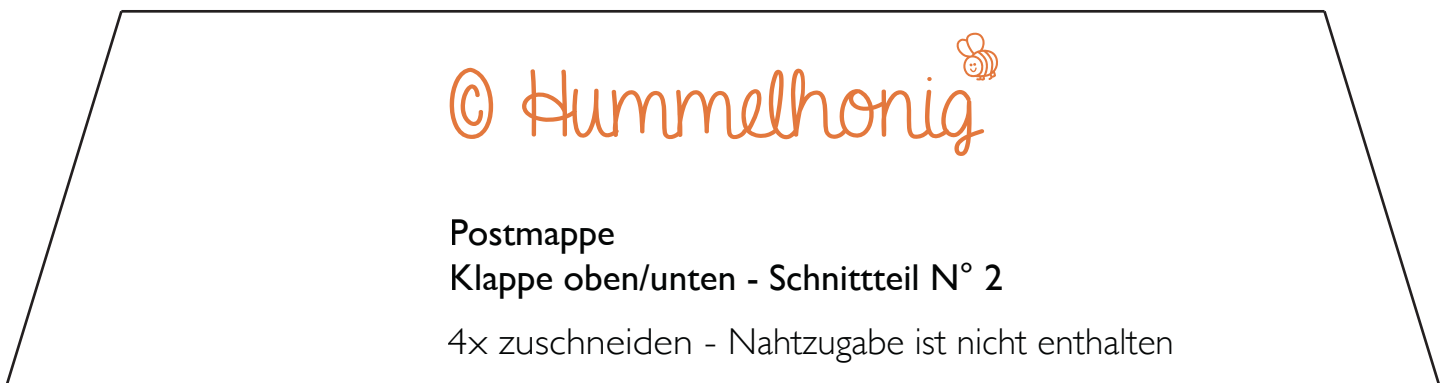 © Hummelhonig
Postmappe
Klappe oben/unten - Schnittteil N° 2
4x zuschneiden - Nahtzugabe ist nicht enthalten